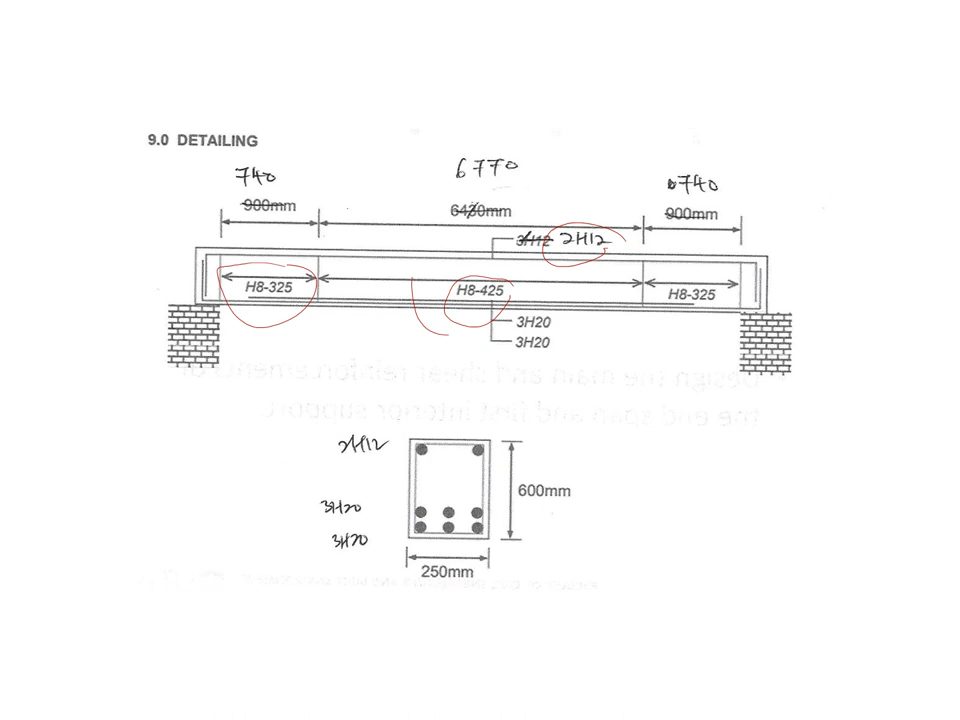 9.0 DETAILING
740 6770 740
900mm 6430mm 900mm
3H12 2H12
H8-325 H8-425 H8-325
3H20
3H20
2H12
3H20
3H20
600mm
250mm